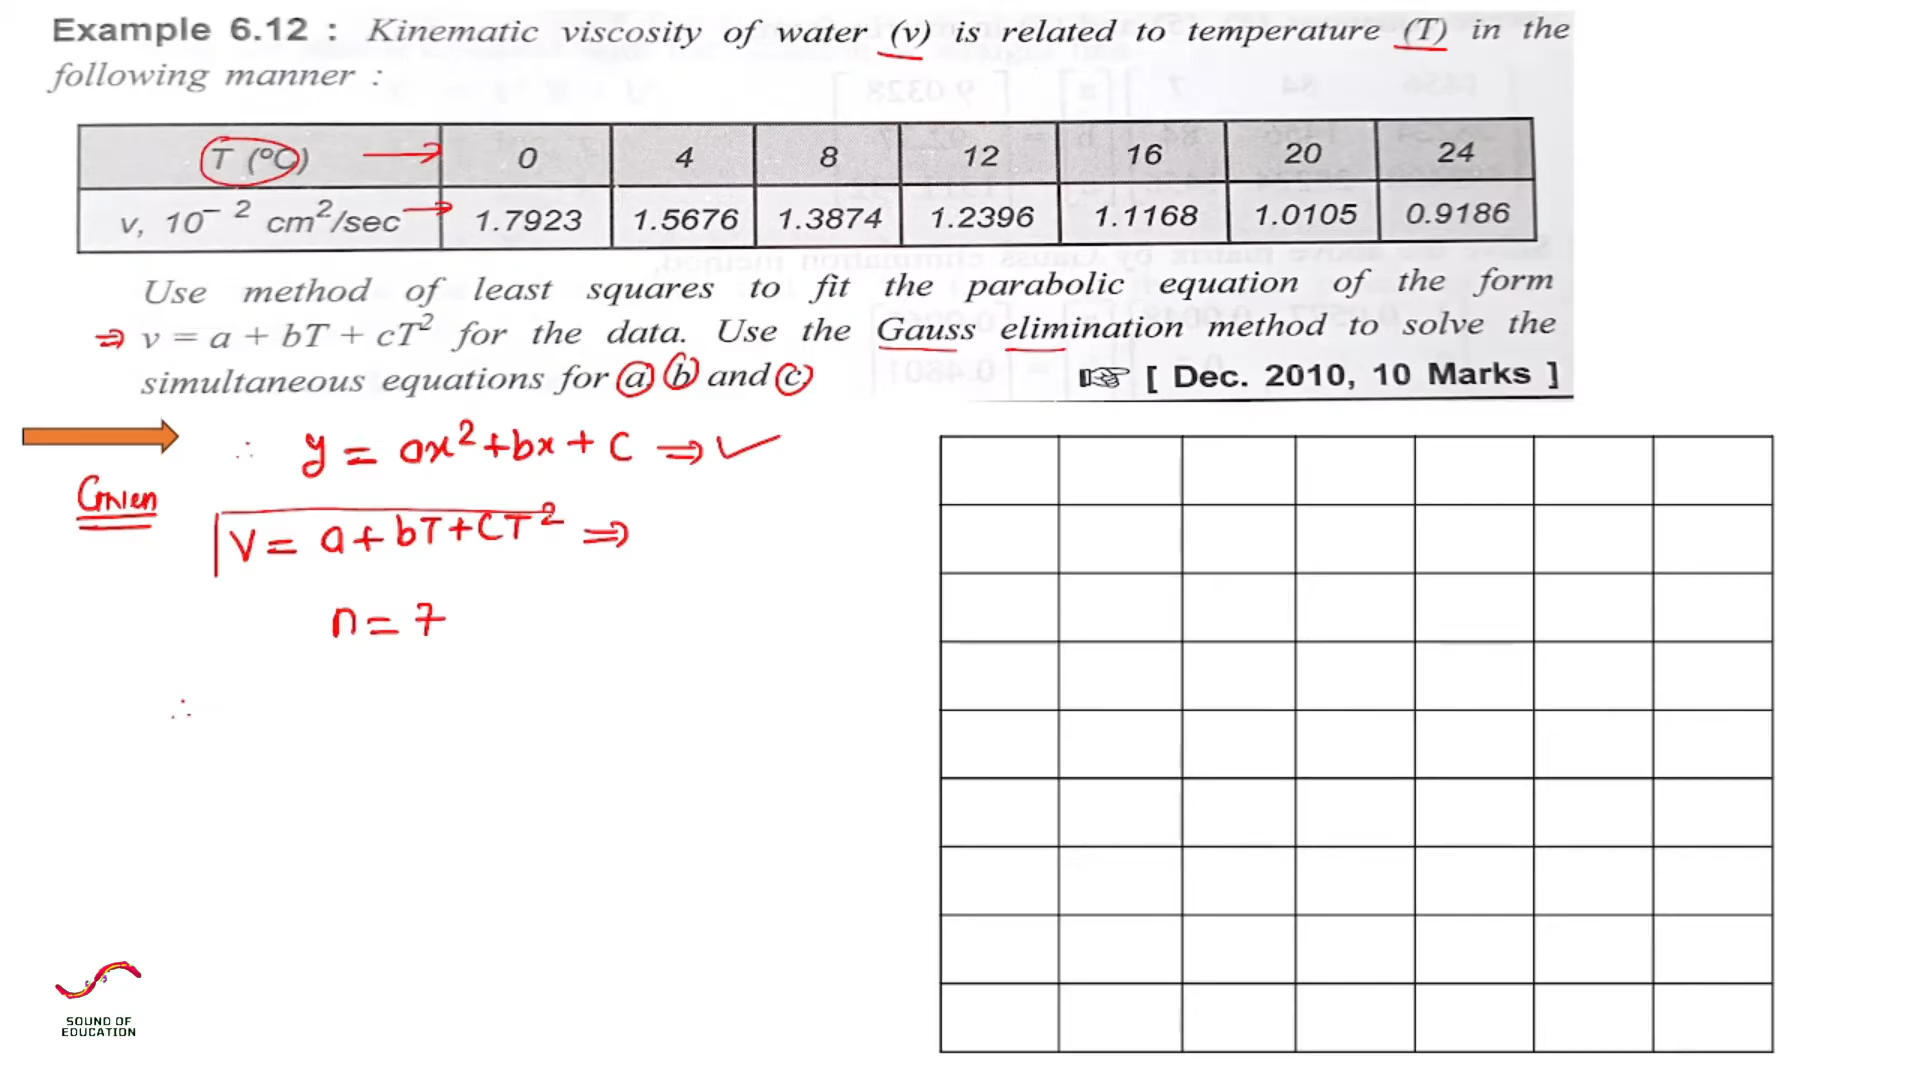 Example 6.12 : Kinematic viscosity of water (v) is related to temperature (T) in the
following manner :
T (°C) 0 4 8 12 16 20 24
v, 10⁻² cm²/sec 1.7923 1.5676 1.3874 1.2396 1.1168 1.0105 0.9186
Use method of least squares to fit the parabolic equation of the form
⇒ v = a + bT + cT² for the data. Use the Gauss elimination method to solve the
simultaneous equations for a, b and c.
☞ [ Dec. 2010, 10 Marks ]
∴ y = ax² + bx + c ⇒ ✓
Given
V = a + bT + CT² ⇒
n = 7
∴
SOUND OF
EDUCATION